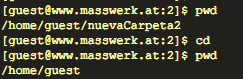 [guest@www.masswerk.at:2]$ pwd
/home/guest/nuevaCarpeta2
[guest@www.masswerk.at:2]$ cd
[guest@www.masswerk.at:2]$ pwd
/home/guest